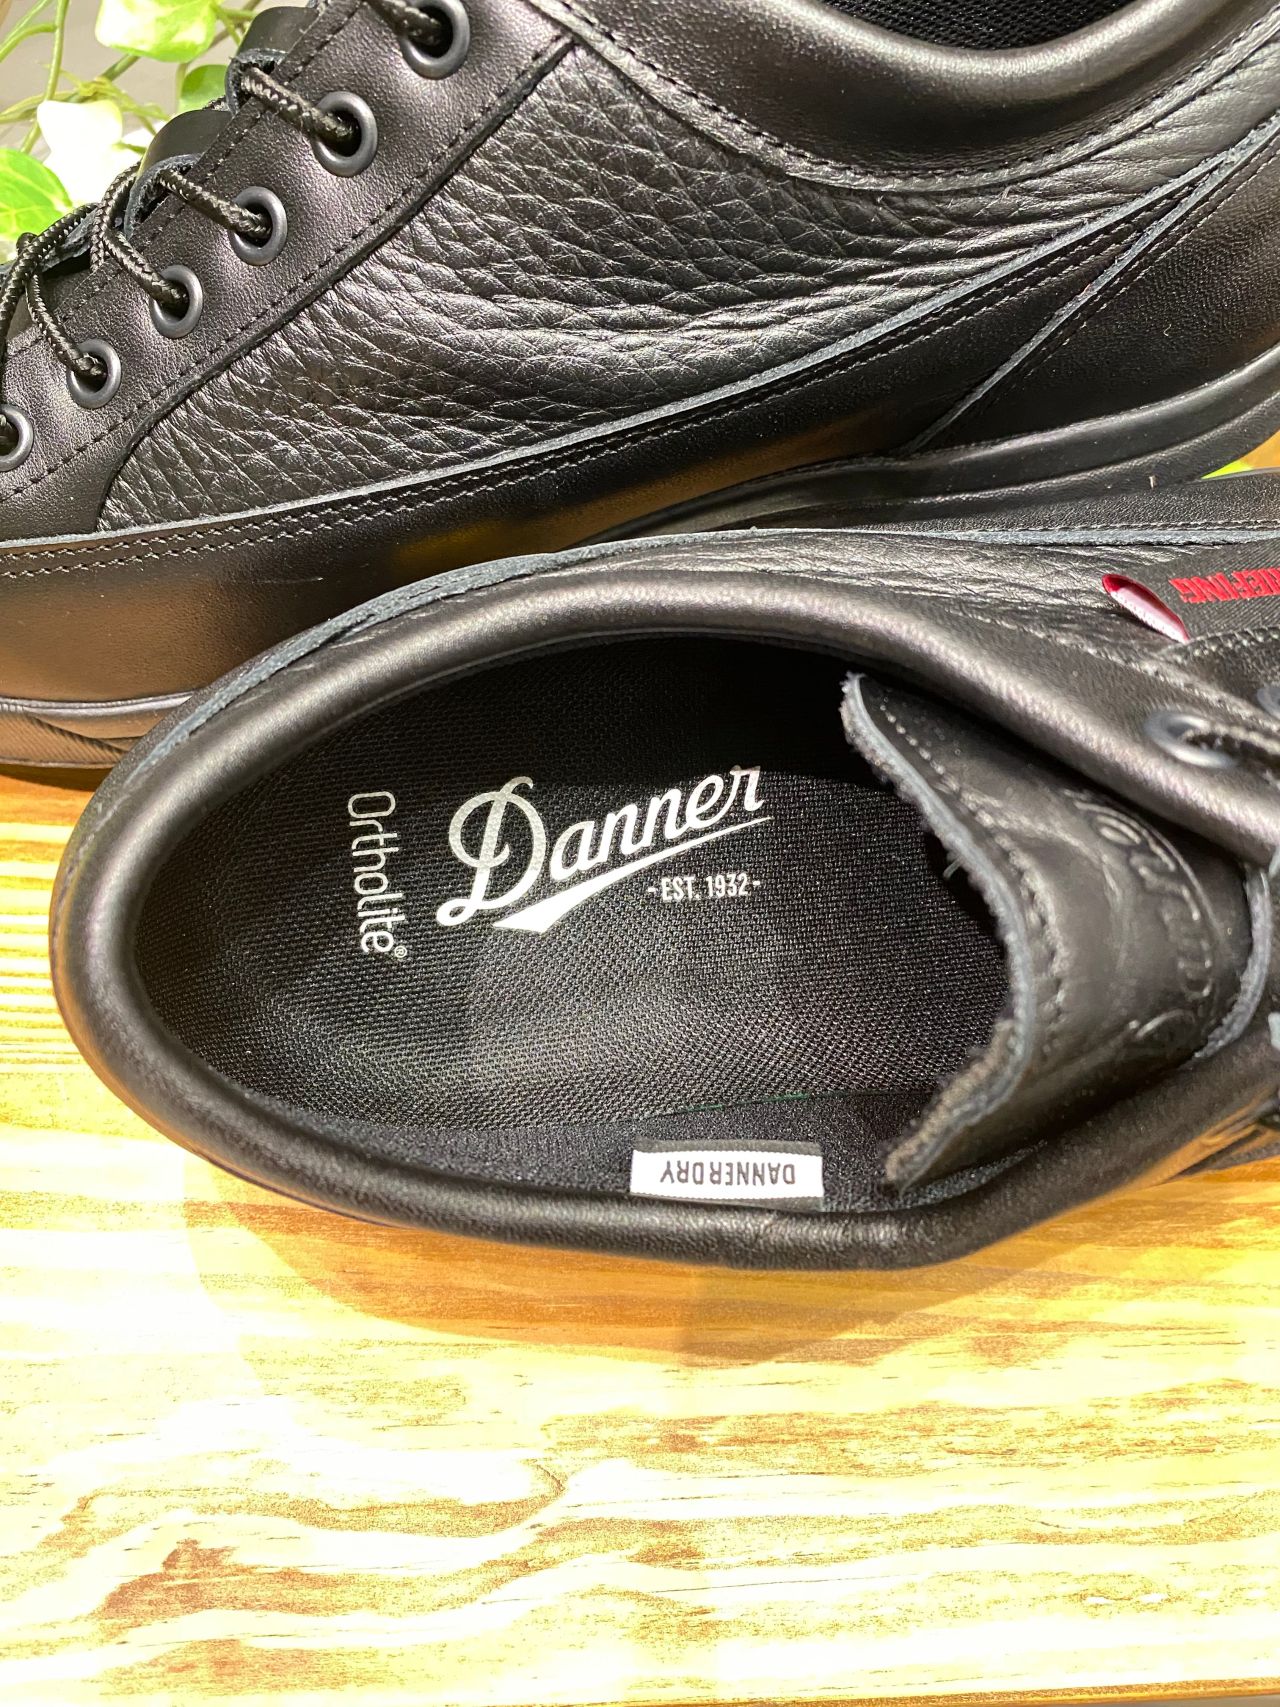 Ortholite®
Danner
-EST. 1932-
DANNERDRY